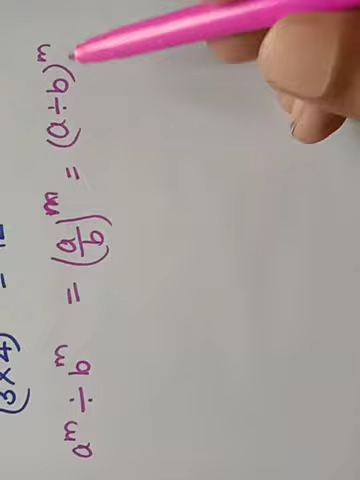 (3×4) =
a^m ÷ b^m = (a/b)^m = (a ÷ b)^m